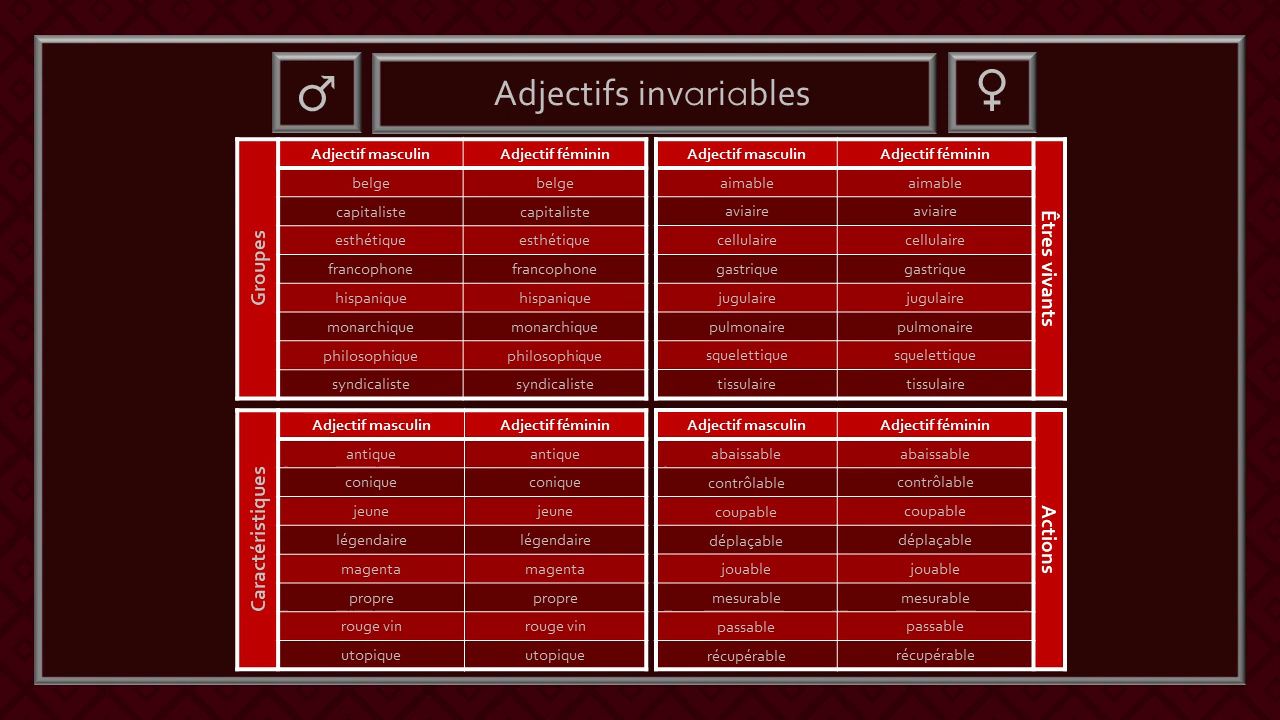 ♂ Adjectifs invariables ♀
Groupes
Adjectif masculin Adjectif féminin
belge belge
capitaliste capitaliste
esthétique esthétique
francophone francophone
hispanique hispanique
monarchique monarchique
philosophique philosophique
syndicaliste syndicaliste
Adjectif masculin Adjectif féminin
aimable aimable
aviaire aviaire
cellulaire cellulaire
gastrique gastrique
jugulaire jugulaire
pulmonaire pulmonaire
squelettique squelettique
tissulaire tissulaire
Êtres vivants
Caractéristiques
Adjectif masculin Adjectif féminin
antique antique
conique conique
jeune jeune
légendaire légendaire
magenta magenta
propre propre
rouge vin rouge vin
utopique utopique
Adjectif masculin Adjectif féminin
abaissable abaissable
contrôlable contrôlable
coupable coupable
déplaçable déplaçable
jouable jouable
mesurable mesurable
passable passable
récupérable récupérable
Actions